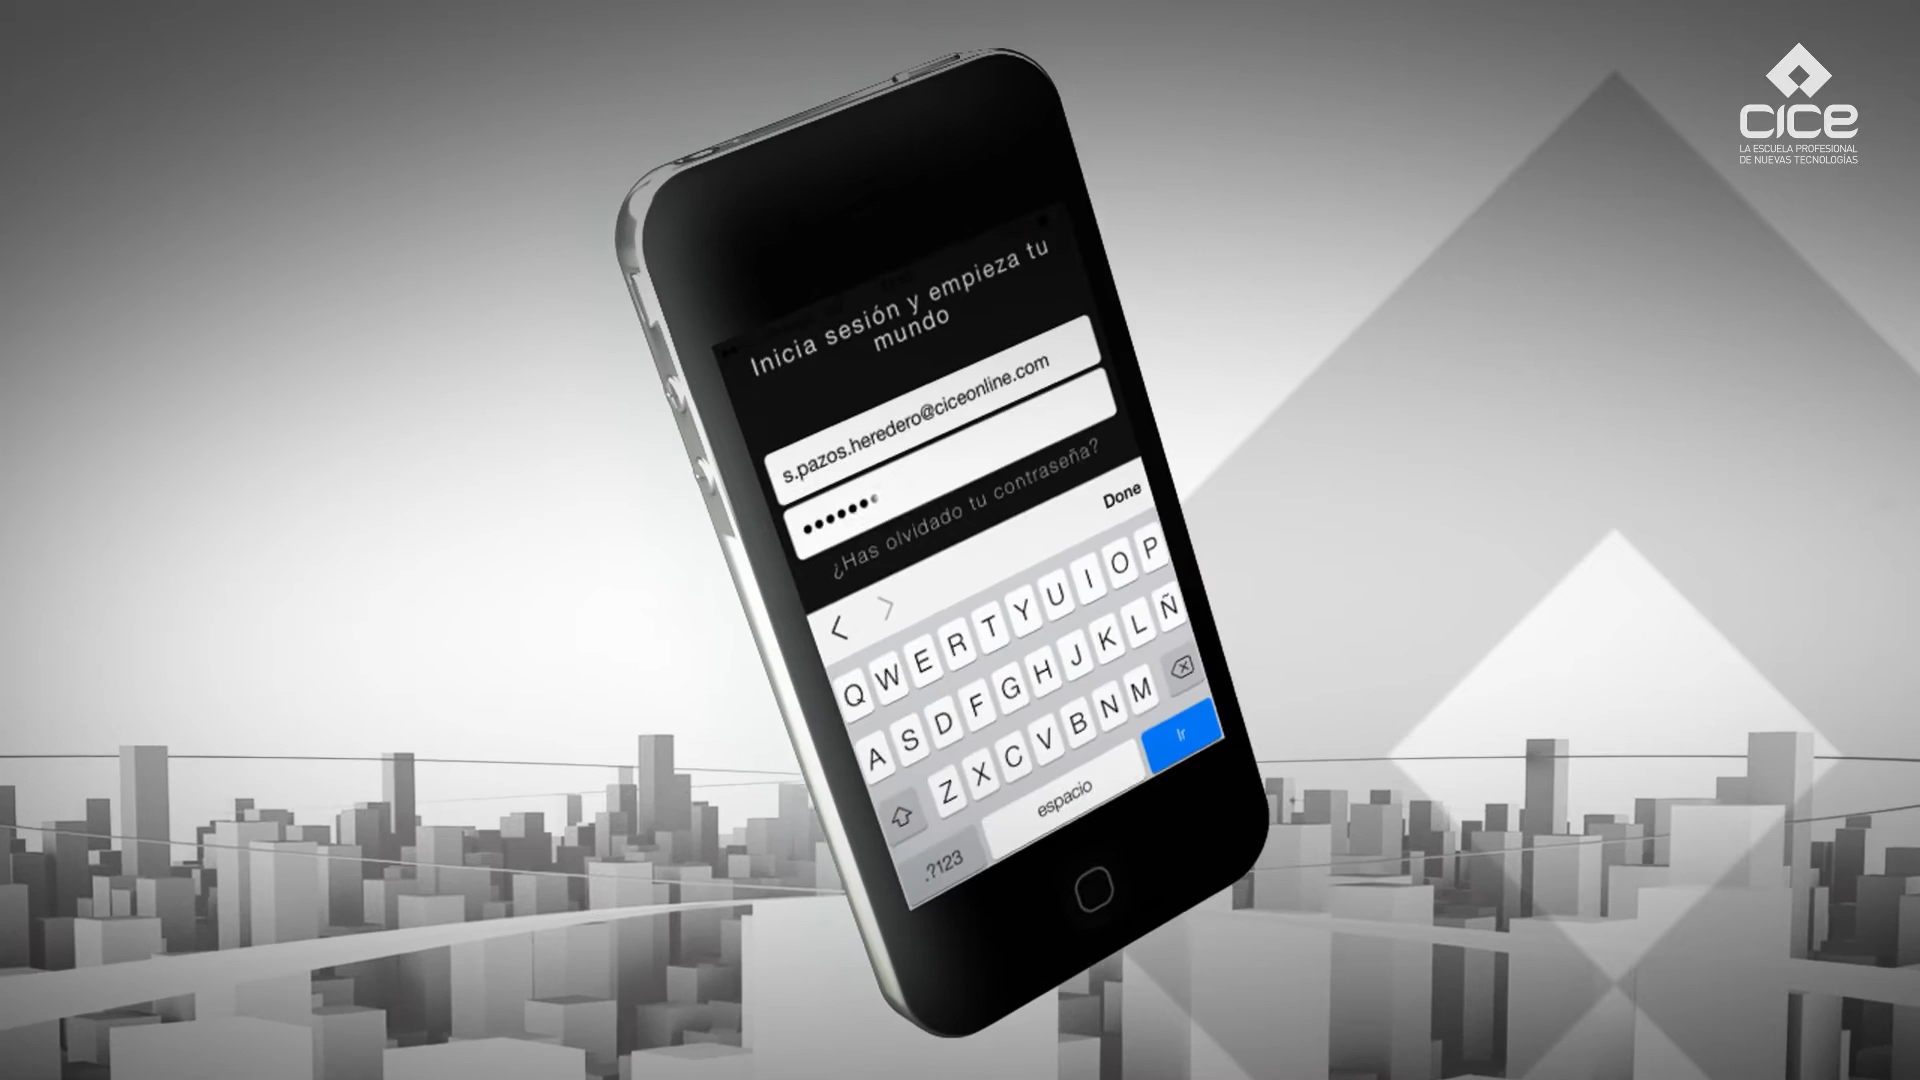 cice
LA ESCUELA PROFESIONAL
DE NUEVAS TECNOLOGÍAS
Inicia sesión y empieza tu
mundo
s.pazos.heredero@ciceonline.com
¿Has olvidado tu contraseña?
Done
Q W E R T Y U I O P
A S D F G H J K L Ñ
Z X C V B N M
.?123 espacio Ir